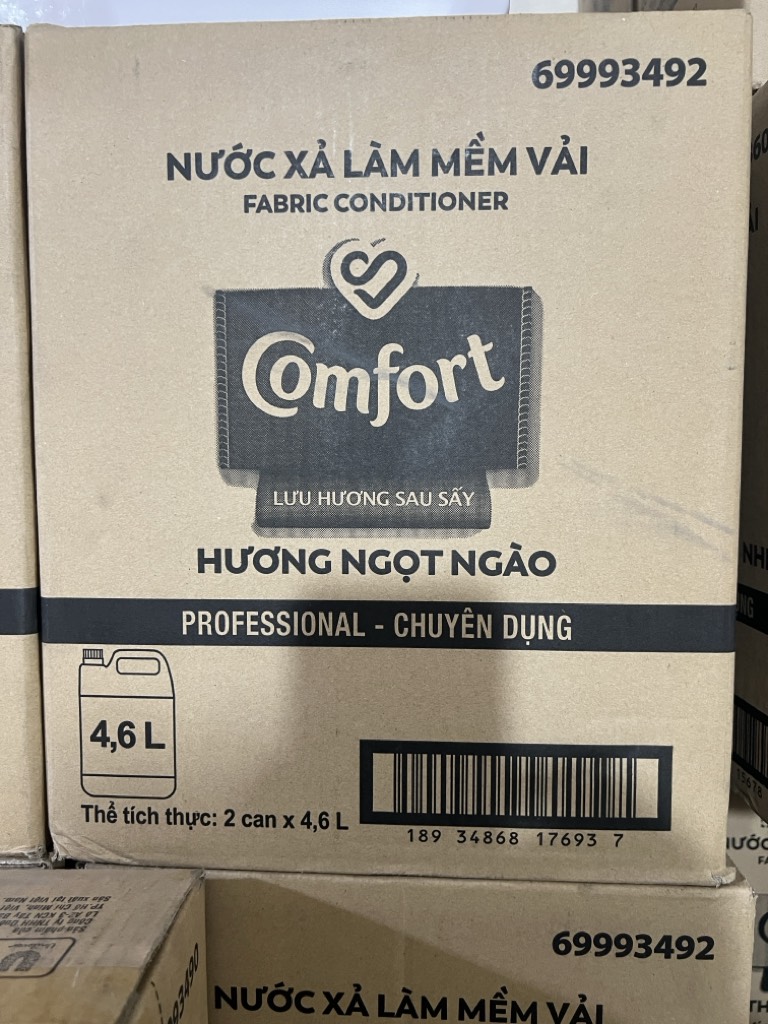 69993492
NƯỚC XẢ LÀM MỀM VẢI
FABRIC CONDITIONER
Comfort
LƯU HƯƠNG SAU SẤY
HƯƠNG NGỌT NGÀO
PROFESSIONAL - CHUYÊN DỤNG
4,6 L
Thể tích thực: 2 can x 4,6 L
189 34868 17693 7
69993492
NƯỚC XẢ LÀM MỀM VẢI